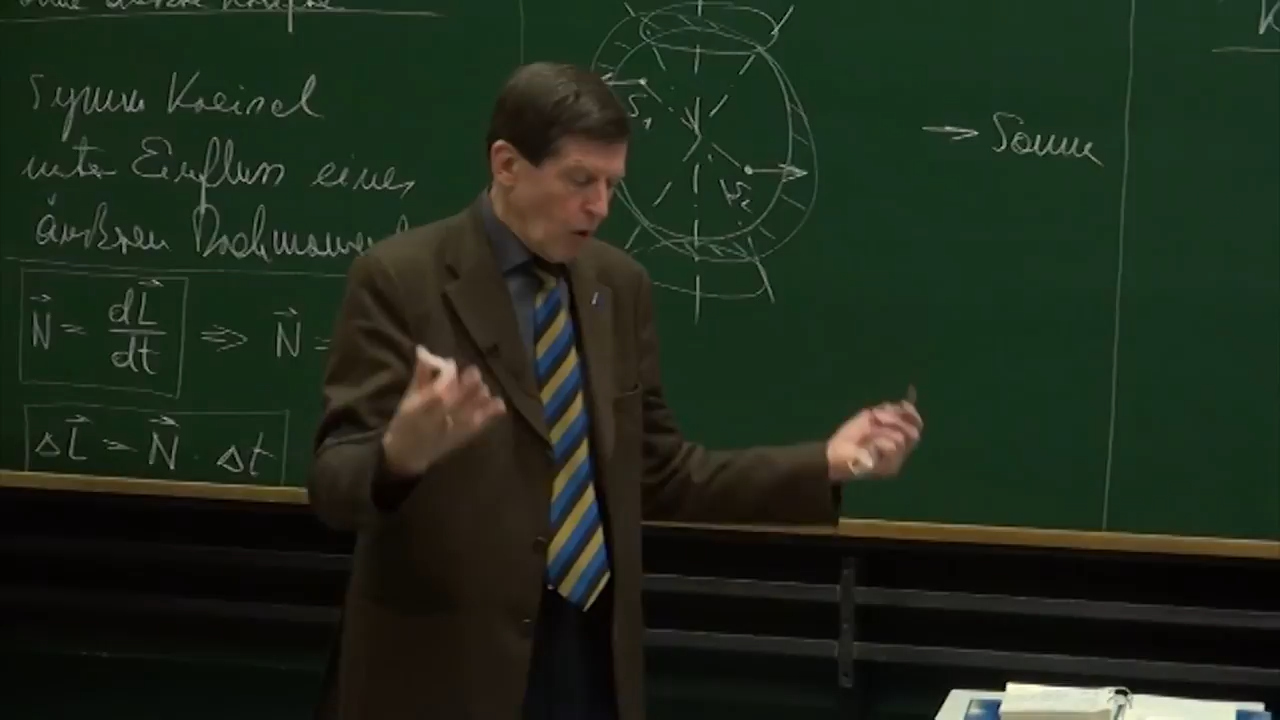 Symm Kreisel
unter Einfluss eines
äußeren Drehmoment
N⃗ = dL⃗/dt ⇒ N⃗ =
ΔL⃗ = N⃗ · Δt
S₁
S₂
→ Sonne
K